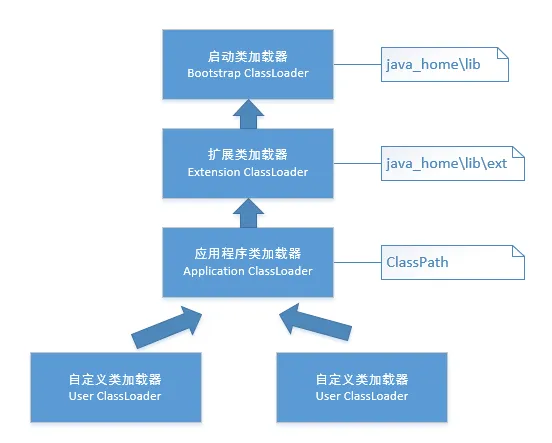 启动类加载器
Bootstrap ClassLoader
java_home\lib
扩展类加载器
Extension ClassLoader
java_home\lib\ext
应用程序类加载器
Application ClassLoader
ClassPath
自定义类加载器
User ClassLoader
自定义类加载器
User ClassLoader